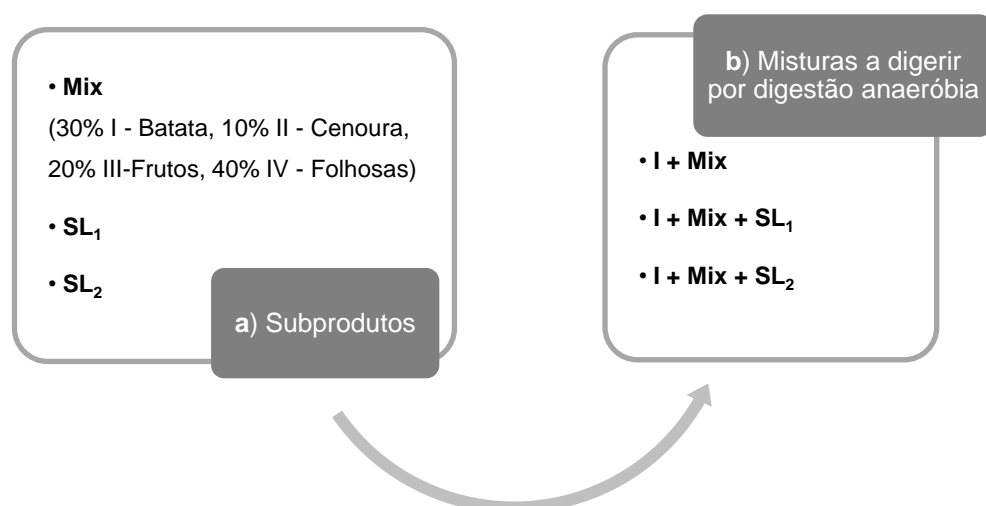 • Mix
(30% I - Batata, 10% II - Cenoura,
20% III-Frutos, 40% IV - Folhosas)
• SL₁
• SL₂
a) Subprodutos
b) Misturas a digerir
por digestão anaeróbia
• I + Mix
• I + Mix + SL₁
• I + Mix + SL₂